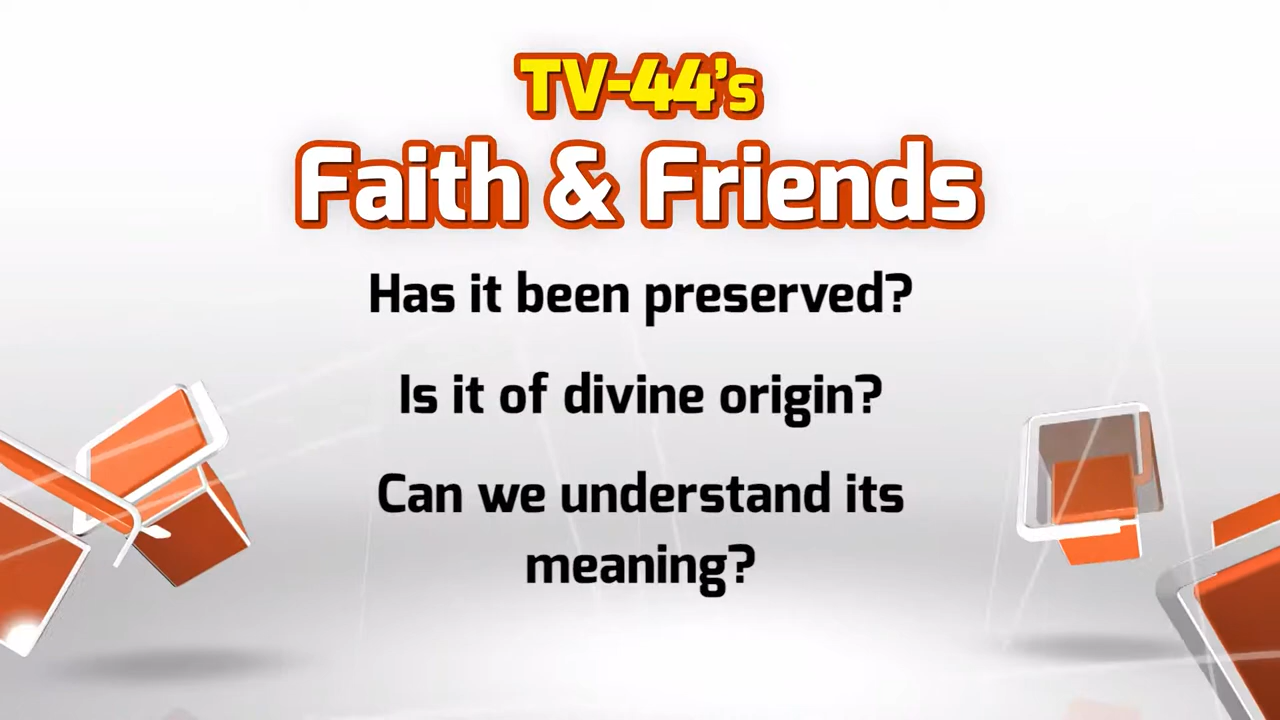 TV-44's
Faith & Friends
Has it been preserved?
Is it of divine origin?
Can we understand its
meaning?